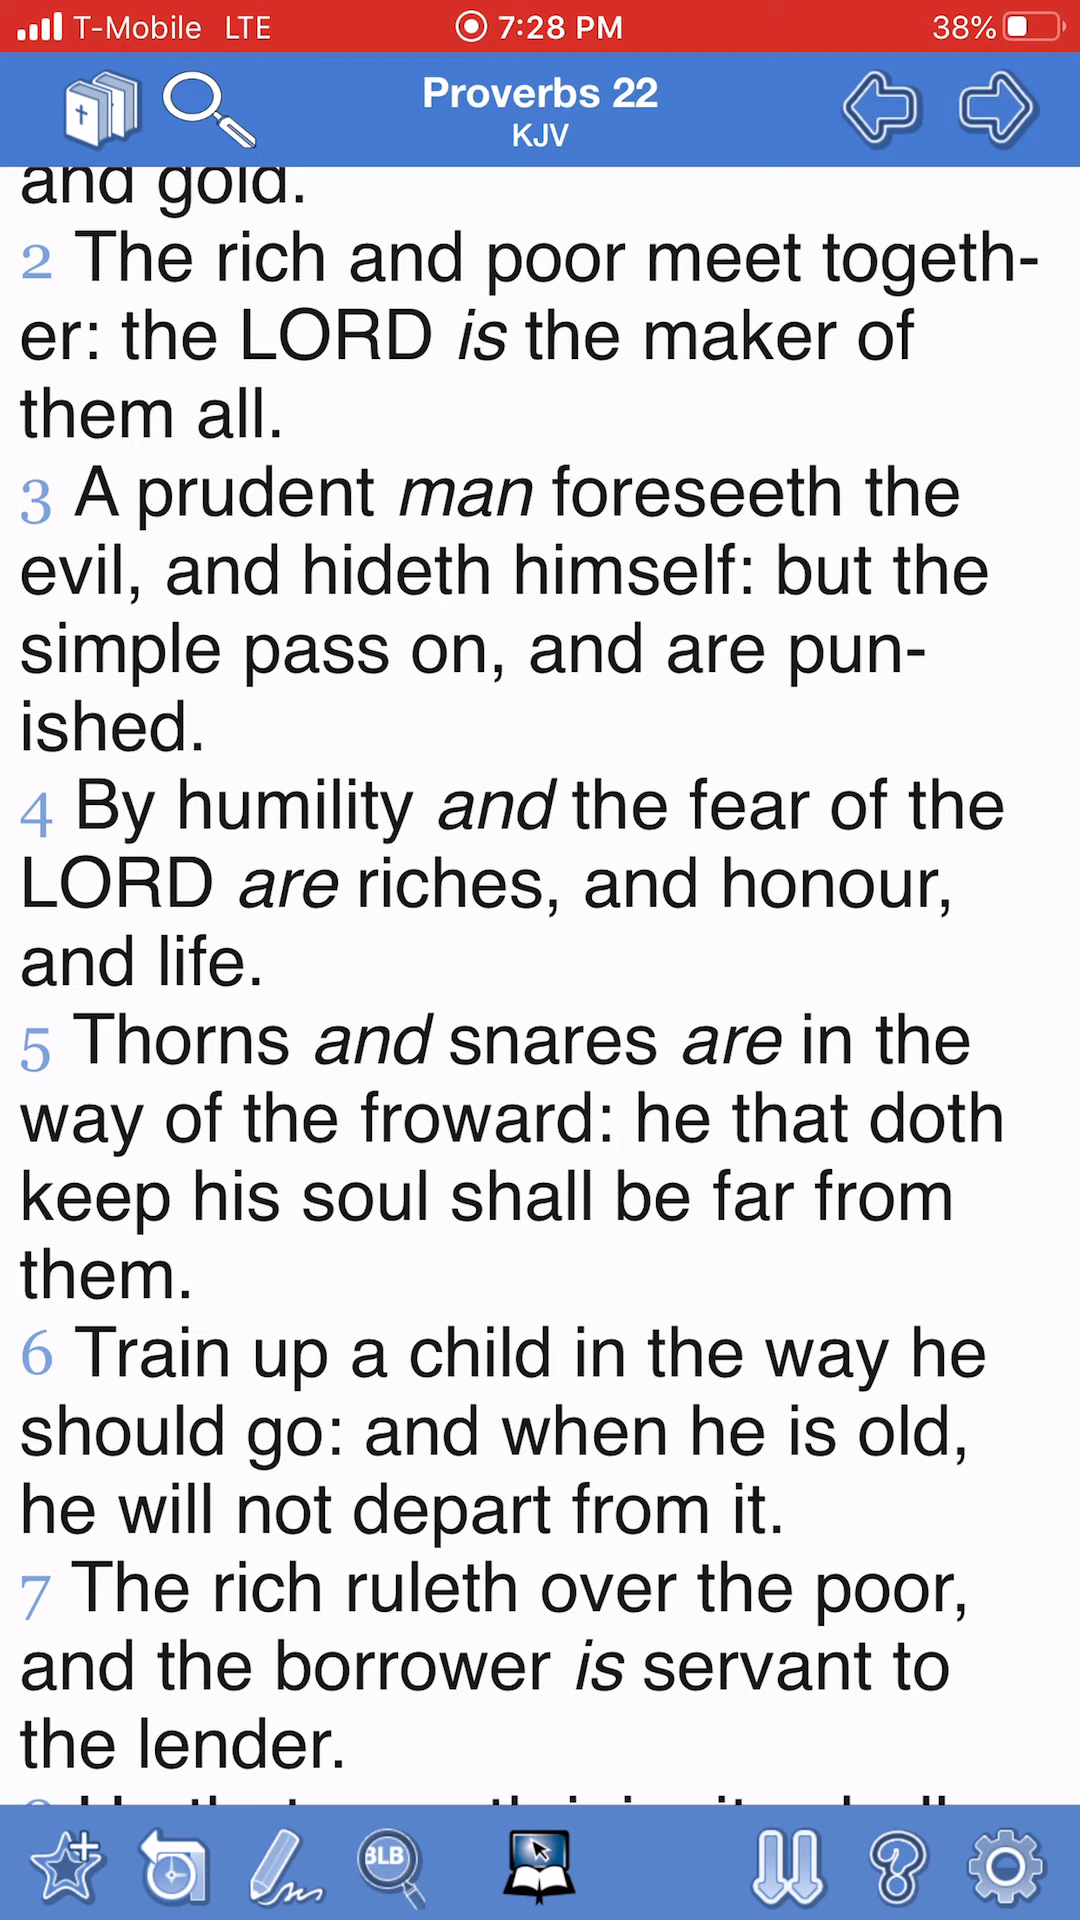 T-Mobile LTE 7:28 PM 38%
Proverbs 22
KJV
and gold.
2 The rich and poor meet togeth-
er: the LORD is the maker of
them all.
3 A prudent man foreseeth the
evil, and hideth himself: but the
simple pass on, and are pun-
ished.
4 By humility and the fear of the
LORD are riches, and honour,
and life.
5 Thorns and snares are in the
way of the froward: he that doth
keep his soul shall be far from
them.
6 Train up a child in the way he
should go: and when he is old,
he will not depart from it.
7 The rich ruleth over the poor,
and the borrower is servant to
the lender.
BLB